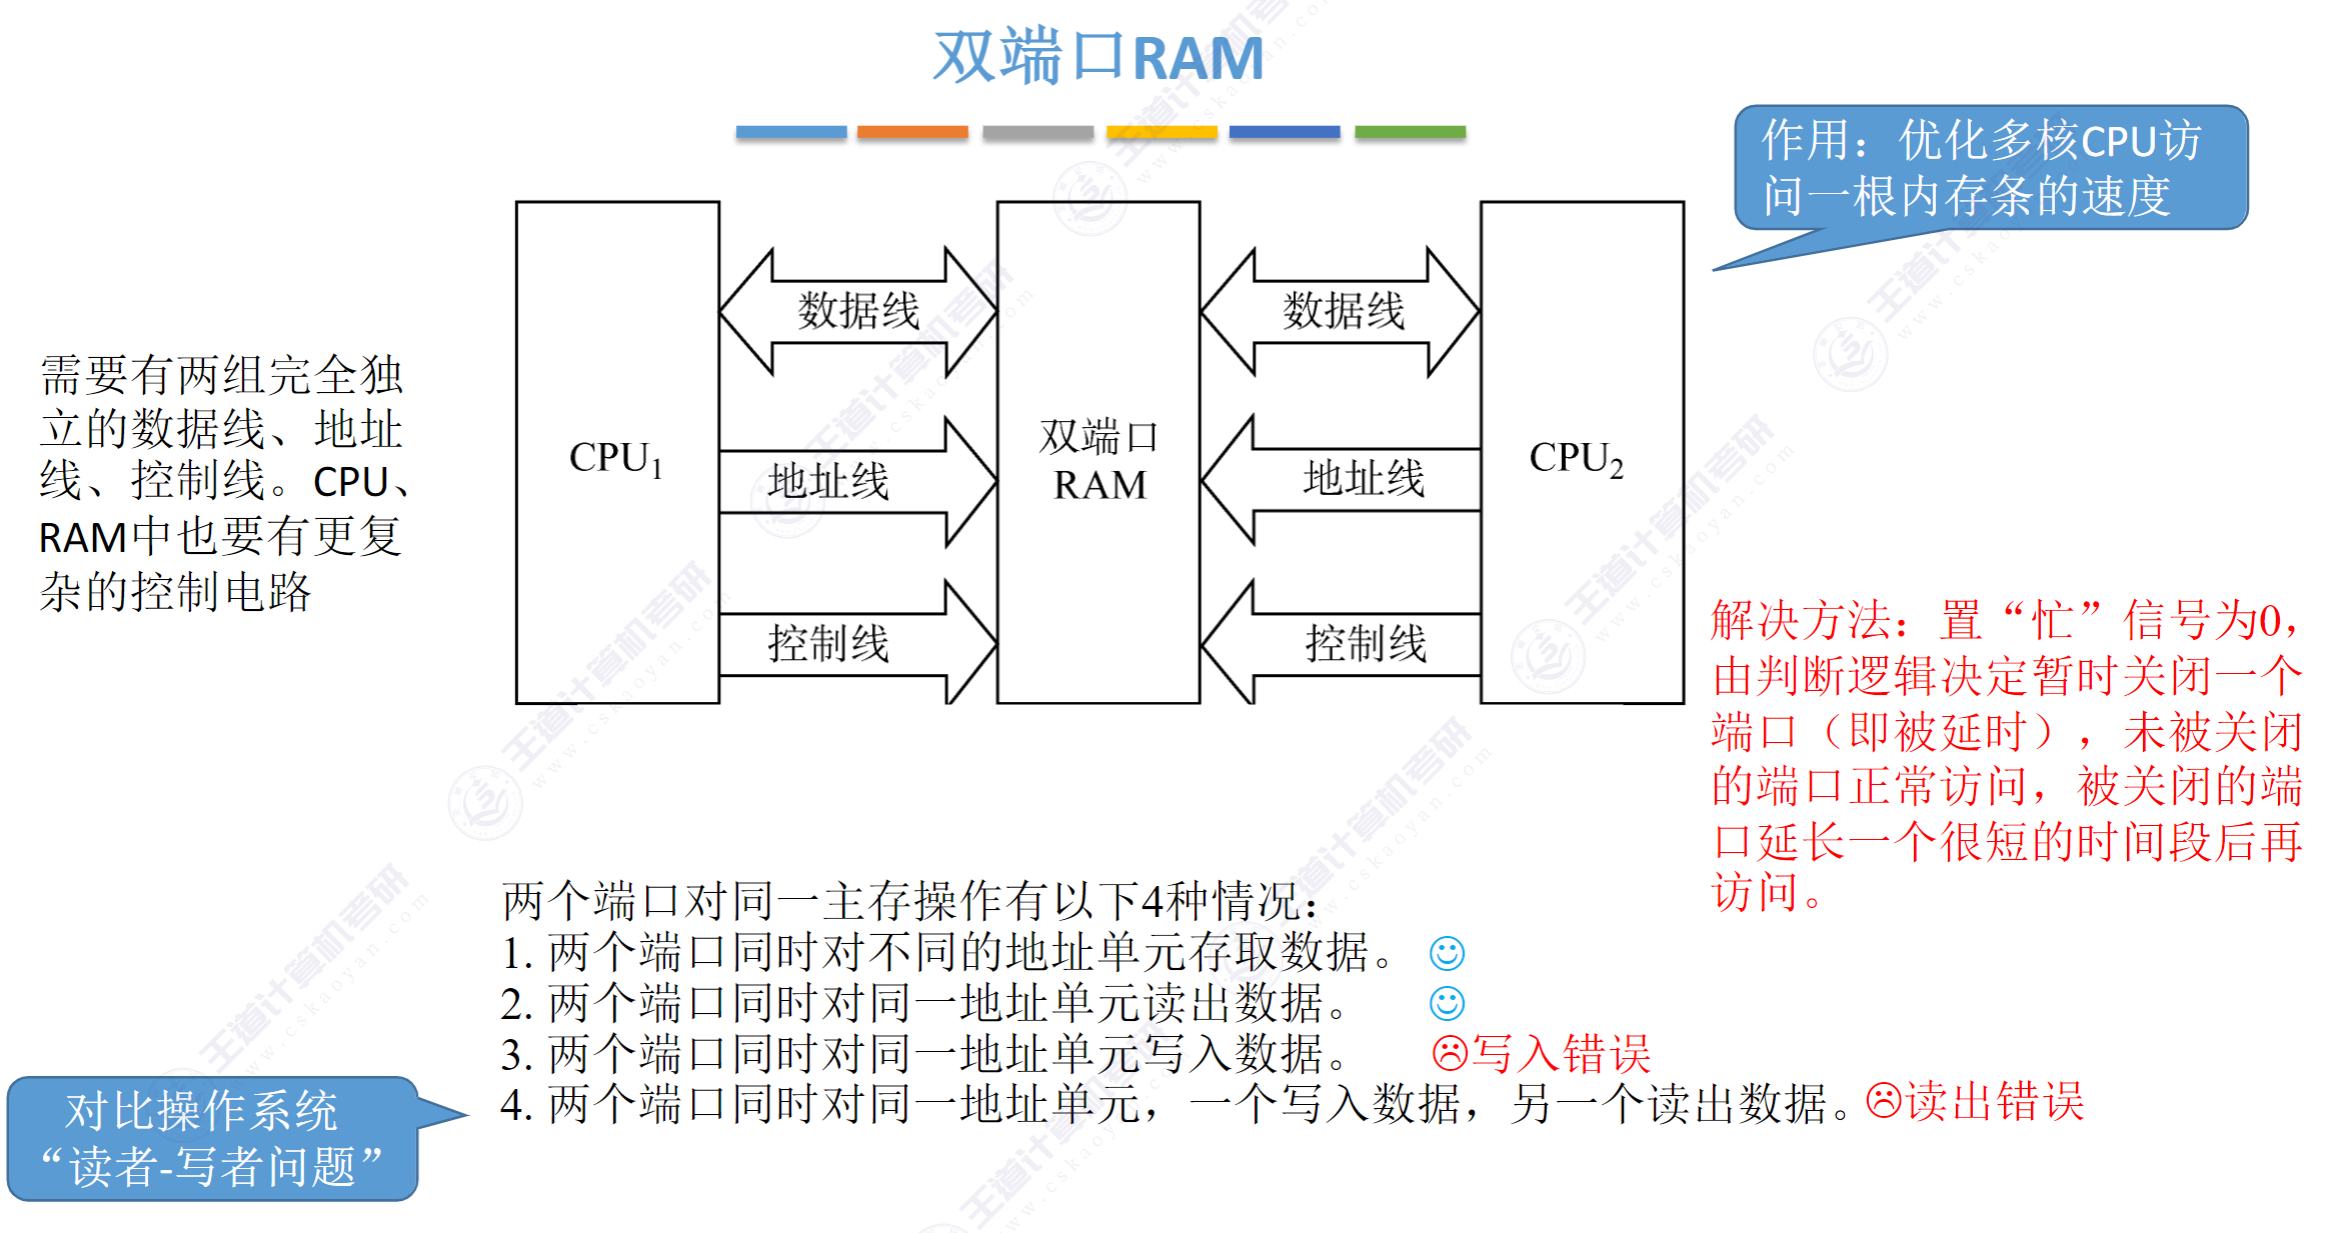 双端口RAM
作用：优化多核CPU访
问一根内存条的速度
需要有两组完全独
立的数据线、地址
线、控制线。CPU、
RAM中也要有更复
杂的控制电路
CPU₁
数据线
地址线
控制线
双端口
RAM
数据线
地址线
控制线
CPU₂
解决方法：置“忙”信号为0，
由判断逻辑决定暂时关闭一个
端口（即被延时），未被关闭
的端口正常访问，被关闭的端
口延长一个很短的时间段后再
访问。
两个端口对同一主存操作有以下4种情况：
1. 两个端口同时对不同的地址单元存取数据。
2. 两个端口同时对同一地址单元读出数据。
3. 两个端口同时对同一地址单元写入数据。 写入错误
4. 两个端口同时对同一地址单元，一个写入数据，另一个读出数据。 读出错误
对比操作系统
“读者-写者问题”
王道计算机考研
www.cskaoyan.com